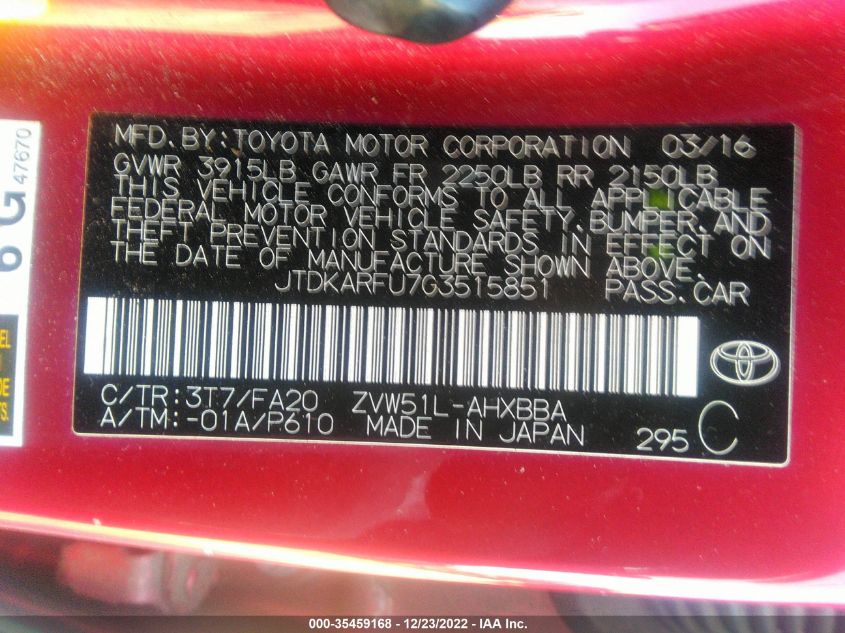 MFD.BY:TOYOTA MOTOR CORPORATION 03/16
GVWR 3915LB GAWR FR 2250LB RR 2150LB
THIS VEHICLE CONFORMS TO ALL APPLICABLE
FEDERAL MOTOR VEHICLE SAFETY,BUMPER,AND
THEFT PREVENTION STANDARDS IN EFFECT ON
THE DATE OF MANUFACTURE SHOWN ABOVE.
JTDKARFU7G3515851 PASS.CAR
C/TR:3T7/FA20 ZVW51L-AHXBBA
A/TM:-01A/P610 MADE IN JAPAN 295 C
6G
47670
000-35459168 - 12/23/2022 - IAA Inc.